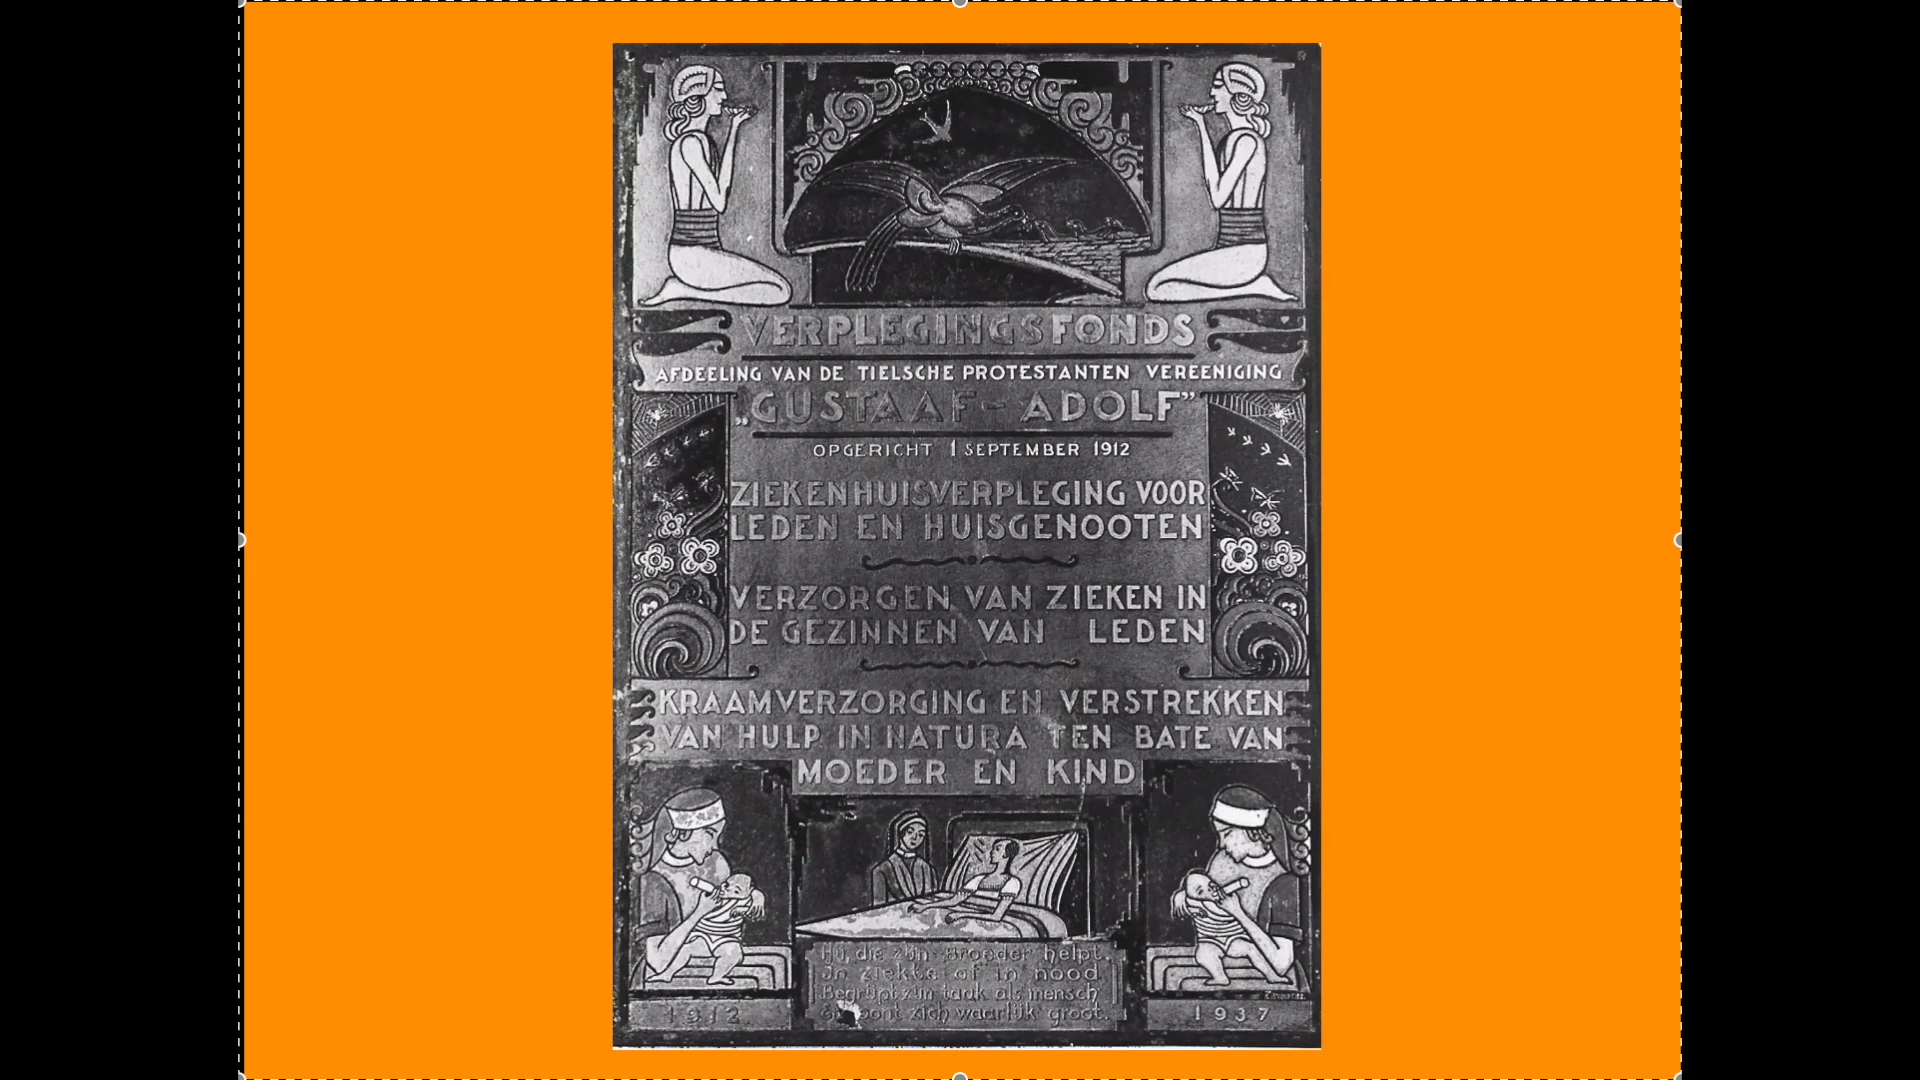 VERPLEGINGSFONDS
AFDEELING VAN DE TIELSCHE PROTESTANTEN VEREENIGING
„GUSTAAF-ADOLF”
OPGERICHT 1 SEPTEMBER 1912
ZIEKENHUISVERPLEGING VOOR
LEDEN EN HUISGENOOTEN
VERZORGEN VAN ZIEKEN IN
DE GEZINNEN VAN LEDEN
KRAAMVERZORGING EN VERSTREKKEN
VAN HULP IN NATURA TEN BATE VAN
MOEDER EN KIND
Hij, die zijn Broeder helpt,
In ziekte of in nood
Begrijpt zijn taak als mensch
toont zich waarlijk groot.
1912
1937